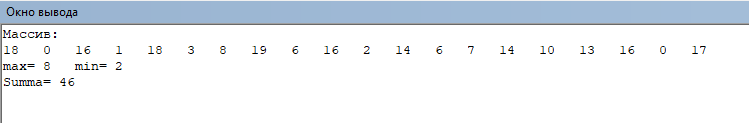 Окно вывода
Массив:
18 0 16 1 18 3 8 19 6 16 2 14 6 7 14 10 13 16 0 17
max= 8 min= 2
Summa= 46